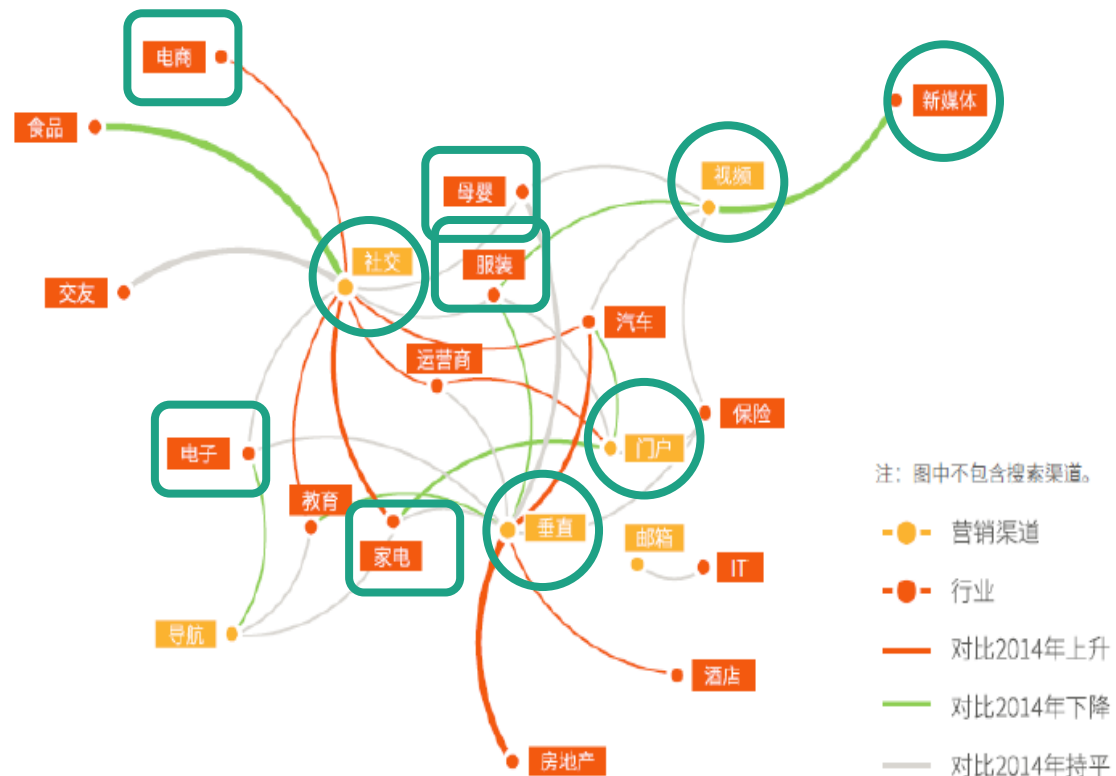 电商
食品
新媒体
视频
母婴
社交
服装
交友
汽车
运营商
保险
门户
电子
教育
垂直
家电
邮箱
IT
导航
酒店
房地产
注：图中不包含搜索渠道。
营销渠道
行业
对比2014年上升
对比2014年下降
对比2014年持平